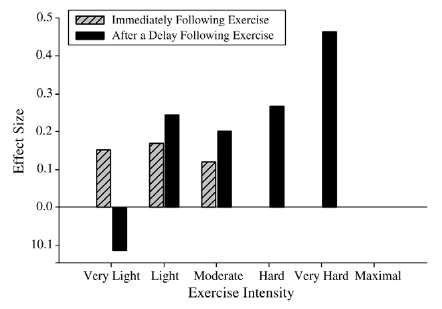 0.5
Immediately Following Exercise
After a Delay Following Exercise
0.4
0.3
0.2
0.1
0.0
10.1
Effect Size
Very Light Light Moderate Hard Very Hard Maximal
Exercise Intensity